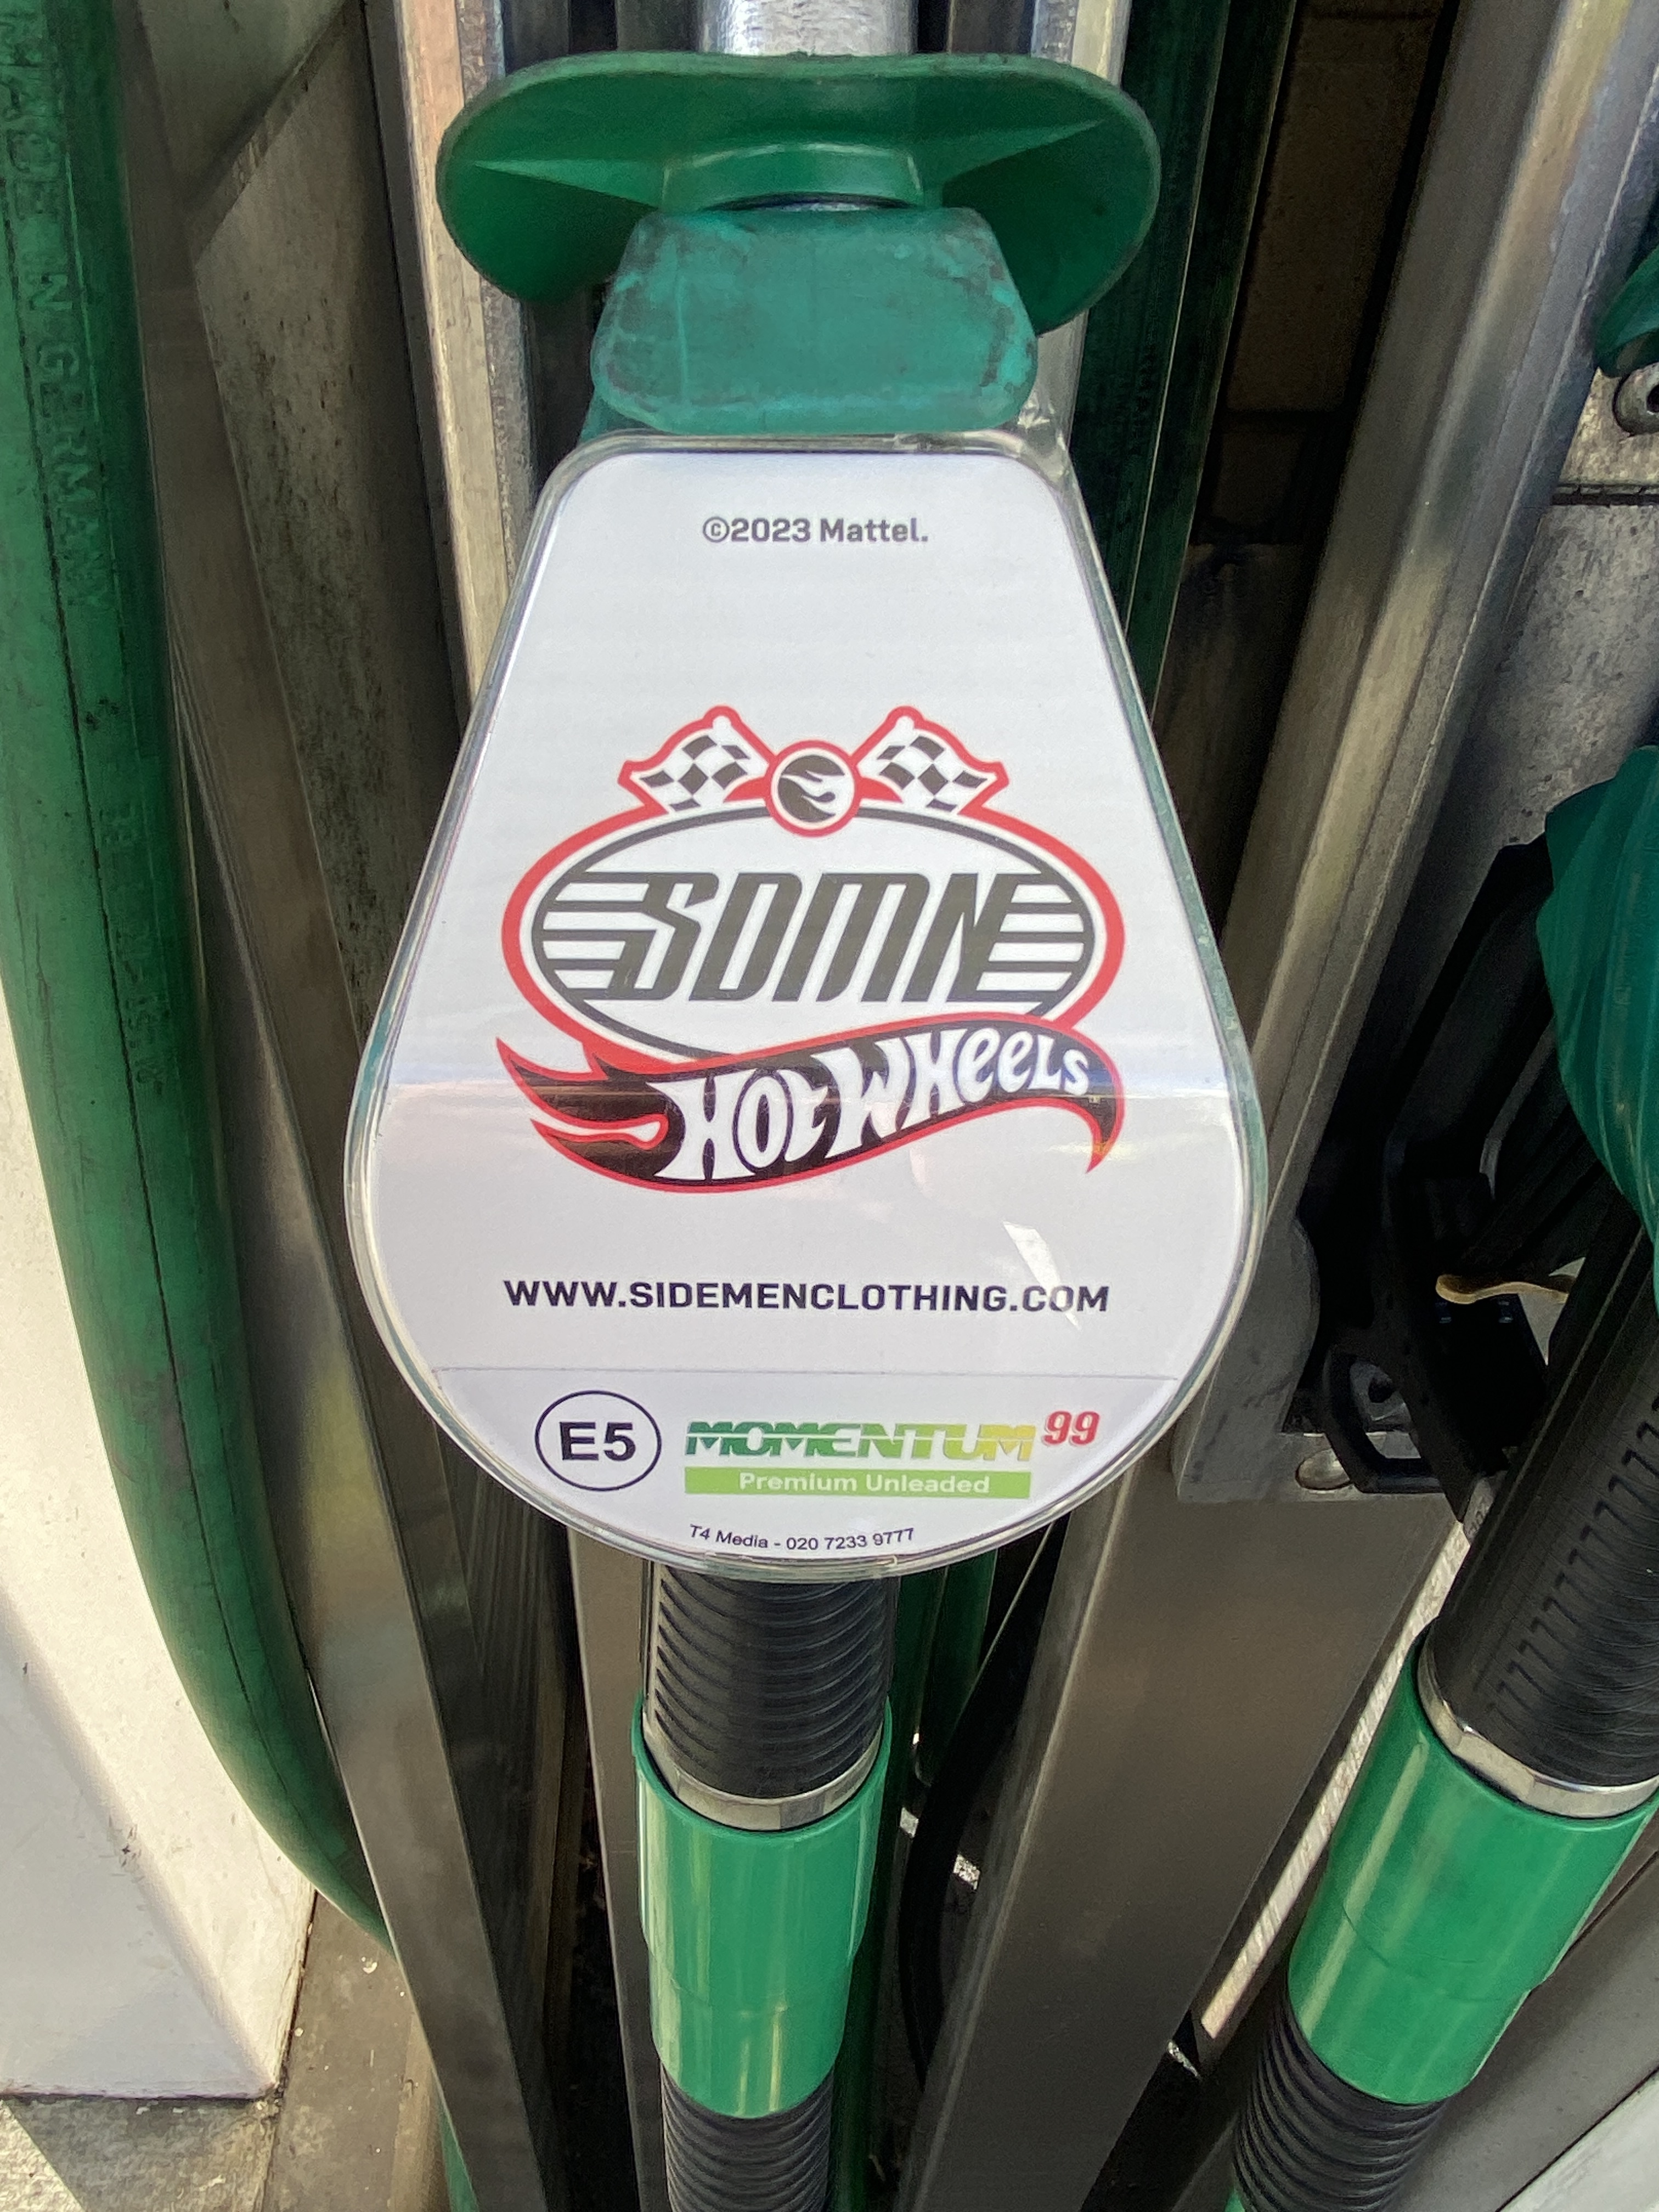 ©2023 Mattel.
SDMN
HOT WHEELS
WWW.SIDEMENCLOTHING.COM
E5 MOMENTUM 99
Premium Unleaded
T4 Media - 020 7233 9777
MADE IN GERMANY